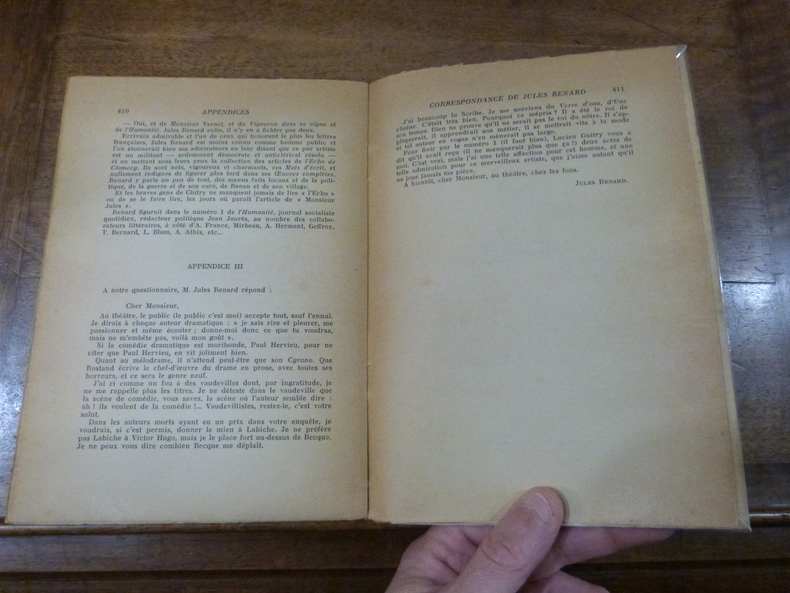 410 APPENDICES
— Oui, et de Monsieur Vernet, et du Vigneron dans sa vigne et
de l'Humanité. Jules Renard enfin, il n'y en a fichtre pas deux.
Ecrivain admirable et l'un de ceux qui honorent le plus les lettres
françaises, Jules Renard est moins connu comme homme public et
l'on étonnerait bien ses admirateurs en leur disant que ce pur artiste
est un militant — ardemment démocrate et anticlérical résolu —
et en mettant sous leurs yeux la collection des articles de l'Echo de
Clamecy. Ils sont nets, vigoureux et charmants, ces Mots d'écrit, et
nullement indignes de figurer plus tard dans ses Œuvres complètes.
Renard y parle un peu de tout, des menus faits locaux et de la poli-
tique, de la guerre et de son curé, de Renan et de son village.
Et les braves gens de Chitry ne manquent jamais de lire « l'Echo »
ou de se le faire lire, les jours où paraît l'article de « Monsieur
Jules ».
Renard figurait dans le numéro 1 de l'Humanité, journal socialiste
quotidien, rédacteur politique Jean Jaurès, au nombre des collabo-
rateurs littéraires, à côté d'A. France, Mirbeau, A. Hermant, Geffroy,
T. Bernard, L. Blum, A. Athis, etc...
APPENDICE III
A notre questionnaire, M. Jules Renard répond :
Cher Monsieur,
Au théâtre, le public (le public c'est moi) accepte tout, sauf l'ennui.
Je dirais à chaque auteur dramatique : « je sais rire et pleurer, me
passionner et même écouter ; donne-moi donc ce que tu voudras,
mais ne m'embête pas, voilà mon goût ».
Si la comédie dramatique est moribonde, Paul Hervieu, pour ne
citer que Paul Hervieu, en vit joliment bien.
Quant au mélodrame, il n'attend peut-être que son Cyrano. Que
Rostand écrive le chef-d'œuvre du drame en prose, avec toutes ses
horreurs, et ce sera le genre neuf.
J'ai ri comme un fou à des vaudevilles dont, par ingratitude, je
ne me rappelle plus les titres. Je ne déteste dans le vaudeville que
la scène de comédie, vous savez, la scène où l'auteur semble dire :
ah ! ils veulent de la comédie !... Vaudevillistes, restez-le, c'est votre
salut.
Dans les auteurs morts ayant eu un prix dans votre enquête, je
voudrais, si c'est permis, donner le mien à Labiche. Je ne préfère
pas Labiche à Victor Hugo, mais je le place fort au-dessus de Becque.
Je ne peux vous dire combien Becque me déplaît.
CORRESPONDANCE DE JULES RENARD 411
J'ai beaucoup lu Scribe. Je me souviens du Verre d'eau, d'Une
chaîne. C'était très bien. Pourquoi ce mépris ? Il a été le roi de
son temps. Rien ne prouve qu'il ne serait pas le roi du nôtre. Il s'ap-
pliquerait, il apprendrait son métier, il se mettrait vite à la mode
et tel auteur en vogue n'en mènerait pas large.
Pour finir par le numéro 1 (il faut finir), Lucien Guitry vous a
dit qu'il avait reçu (il ne manquerait plus que ça !) deux actes de
moi. C'est vrai, mais j'ai une telle affection pour cet homme, et une
telle admiration pour ce merveilleux artiste, que j'aime autant qu'il
ne joue jamais ma pièce.
A bientôt, cher Monsieur, au théâtre, chez les fous.
JULES RENARD.